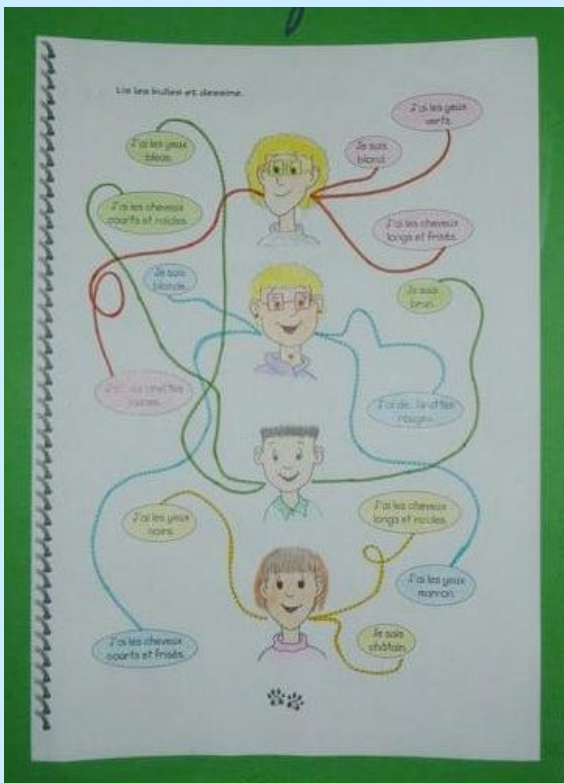 Lis les bulles et dessine.
J'ai les yeux
verts.
J'ai les yeux
bleus.
Je suis
blond.
J'ai les cheveux
courts et raides.
J'ai les cheveux
longs et frisés.
Je suis
blonde.
Je suis
brun.
J'ai
J'ai
rouges.
J'ai les yeux
noirs.
J'ai les cheveux
longs et raides.
J'ai les yeux
marron.
J'ai les cheveux
courts et frisés.
Je suis
châtain.